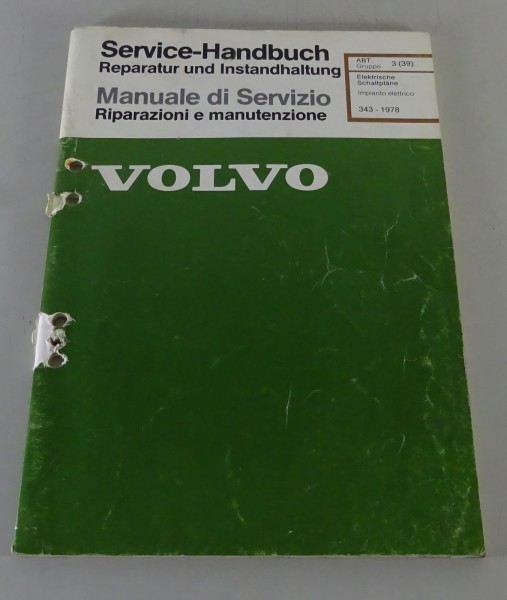 Service-Handbuch
Reparatur und Instandhaltung
Manuale di Servizio
Riparazioni e manutenzione
ABT.
Gruppo 3 (39)
Elektrische
Schaltpläne
Impianto elettrico
343 - 1978
VOLVO